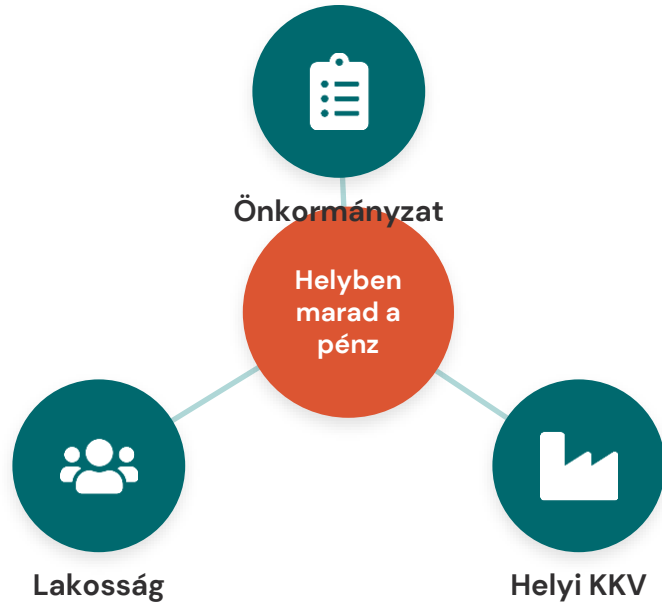 Önkormányzat
Helyben
marad a
pénz
Lakosság
Helyi KKV